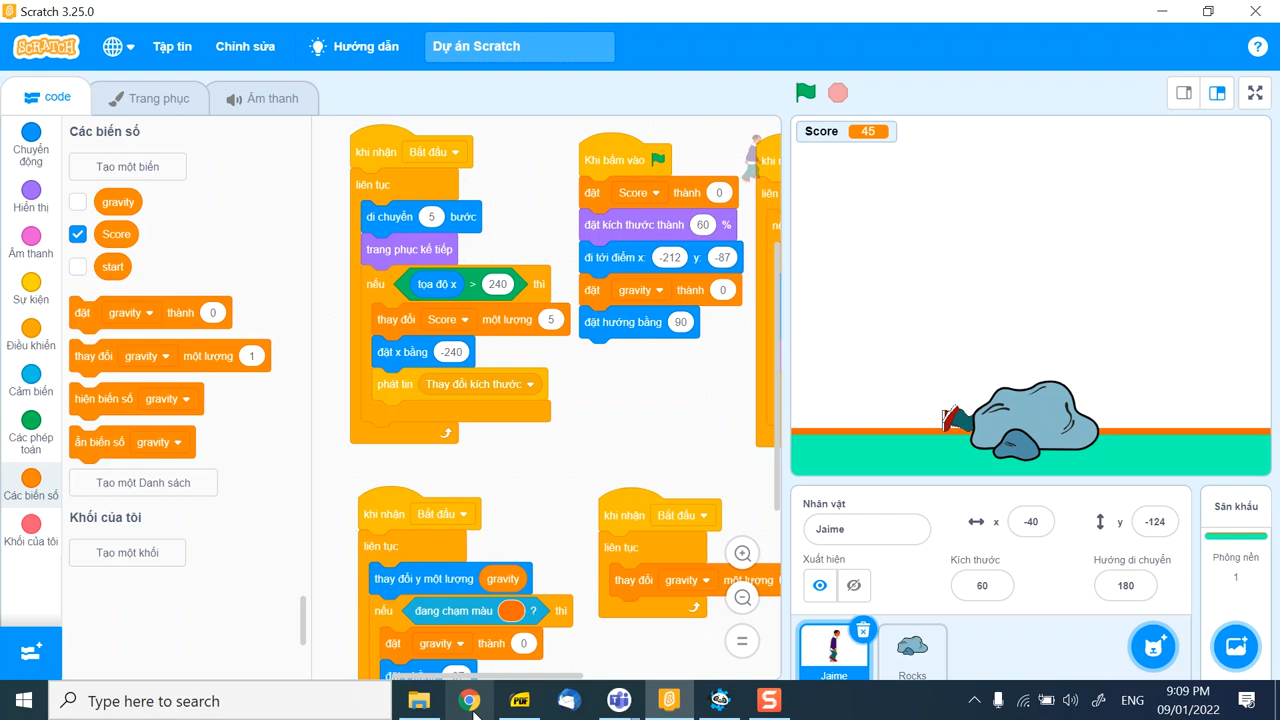 Scratch 3.25.0
SCRATCH
Tập tin
Chỉnh sửa
Hướng dẫn
Dự án Scratch
code
Trang phục
Âm thanh
Chuyển động
Hiển thị
Âm thanh
Sự kiện
Điều khiển
Cảm biến
Các phép toán
Các biến số
Khối của tôi
Các biến số
Tạo một biến
gravity
Score
start
đặt gravity thành 0
thay đổi gravity một lượng 1
hiện biến số gravity
ẩn biến số gravity
Tạo một Danh sách
Khối của tôi
Tạo một khối
khi nhận Bắt đầu
liên tục
di chuyển 5 bước
trang phục kế tiếp
nếu tọa độ x > 240 thì
thay đổi Score một lượng 5
đặt x bằng -240
phát tin Thay đổi kích thước
Khi bấm vào
đặt Score thành 0
đặt kích thước thành 60 %
đi tới điểm x: -212 y: -87
đặt gravity thành 0
đặt hướng bằng 90
khi nhận Bắt đầu
liên tục
thay đổi y một lượng gravity
nếu đang chạm màu ? thì
đặt gravity thành 0
khi nhận Bắt đầu
liên tục
thay đổi gravity một lượng
Score 45
Nhân vật
Jaime
x -40
y -124
Xuất hiện
Kích thước
60
Hướng di chuyển
180
Jaime
Rocks
Sân khấu
Phông nền
1
Type here to search
PDF
ENG
9:09 PM
09/01/2022